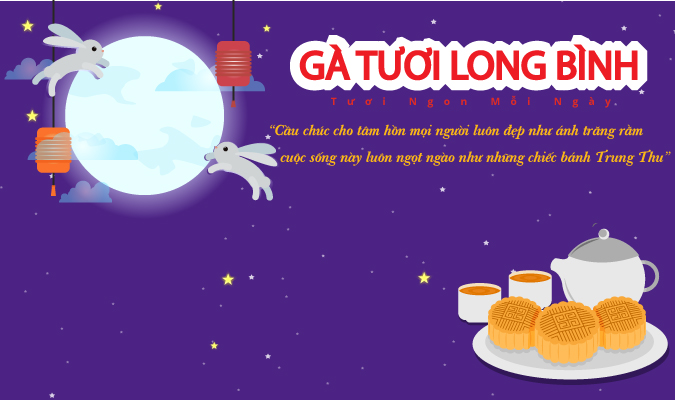 GÀ TƯƠI LONG BÌNH
Tươi Ngon Mỗi Ngày.
“Cầu chúc cho tâm hồn mọi người luôn đẹp như ánh trăng rằm
cuộc sống này luôn ngọt ngào như những chiếc bánh Trung Thu”